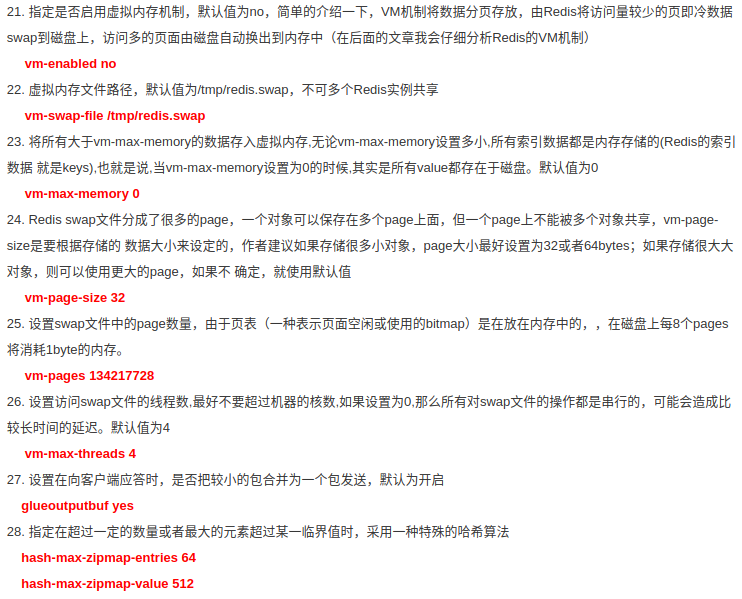 21. 指定是否启用虚拟内存机制，默认值为no，简单的介绍一下，VM机制将数据分页存放，由Redis将访问量较少的页即冷数据
swap到磁盘上，访问多的页面由磁盘自动换出到内存中（在后面的文章我会仔细分析Redis的VM机制）
vm-enabled no
22. 虚拟内存文件路径，默认值为/tmp/redis.swap，不可多个Redis实例共享
vm-swap-file /tmp/redis.swap
23. 将所有大于vm-max-memory的数据存入虚拟内存,无论vm-max-memory设置多小,所有索引数据都是内存存储的(Redis的索引
数据 就是keys),也就是说,当vm-max-memory设置为0的时候,其实是所有value都存在于磁盘。默认值为0
vm-max-memory 0
24. Redis swap文件分成了很多的page，一个对象可以保存在多个page上面，但一个page上不能被多个对象共享，vm-page-
size是要根据存储的 数据大小来设定的，作者建议如果存储很多小对象，page大小最好设置为32或者64bytes；如果存储很大大
对象，则可以使用更大的page，如果不 确定，就使用默认值
vm-page-size 32
25. 设置swap文件中的page数量，由于页表（一种表示页面空闲或使用的bitmap）是在放在内存中的，，在磁盘上每8个pages
将消耗1byte的内存。
vm-pages 134217728
26. 设置访问swap文件的线程数,最好不要超过机器的核数,如果设置为0,那么所有对swap文件的操作都是串行的，可能会造成比
较长时间的延迟。默认值为4
vm-max-threads 4
27. 设置在向客户端应答时，是否把较小的包合并为一个包发送，默认为开启
glueoutputbuf yes
28. 指定在超过一定的数量或者最大的元素超过某一临界值时，采用一种特殊的哈希算法
hash-max-zipmap-entries 64
hash-max-zipmap-value 512